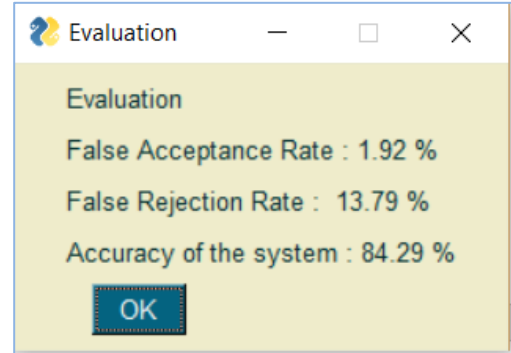 Evaluation
Evaluation
False Acceptance Rate : 1.92 %
False Rejection Rate :  13.79 %
Accuracy of the system : 84.29 %
OK